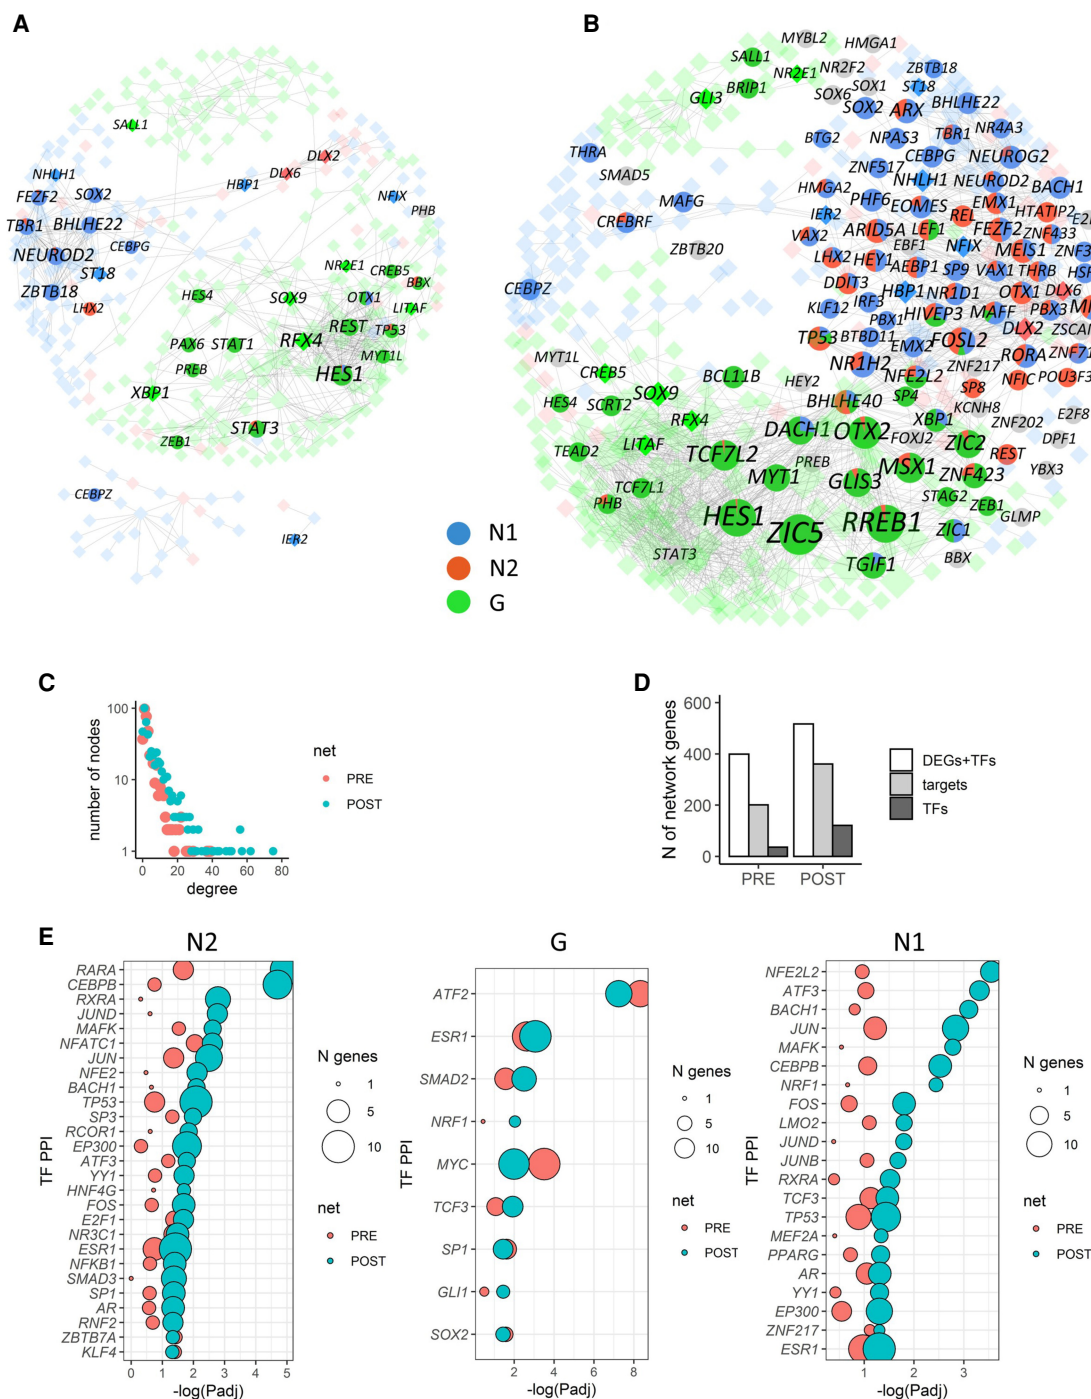 A
SALL1
DLX2
DLX6
NHLH1
HBP1
FEZF2
SOX2
NFIX
PHB
TBR1
BHLHE22
CEBPG
NEUROD2
ST18
NR2E1
CREB5
BBX
ZBTB18
HES4
SOX9
OTX1
LHX2
LITAF
REST
TP53
PAX6
STAT1
RFX4
MYT1L
PREB
HES1
XBP1
STAT3
ZEB1
CEBPZ
IER2
N1
N2
G
B
MYBL2
HMGA1
SALL1
NR2E1
NR2F2
ZBTB18
GLI3
BRIP1
SOX6
SOX1
ST18
SOX2
ARX
BHLHE22
BTG2
NPAS3
TBR1
NR4A3
THRA
ZNF517
CEBPG
NEUROG2
SMAD5
HMGA2
PHF6
NHLH1
NEUROD2
BACH1
MAFG
IER2
EOMES
EMX1
CREBRF
ARID5A
LEF1
REL
HTATIP2
VAX2
EBF1
NFIX
FEZF2
ZNF433
ZBTB20
LHX2
HEY1
AEBP1
SP9
MEIS1
VAX1
THRB
DDIT3
HBP1
NR1D1
OTX1
DLX6
CEBPZ
KLF12
IRF3
PBX1
HIVEP3
MAFF
PBX3
TP53
BTBD11
EMX2
FOSL2
DLX2
MYT1L
CREB5
BCL11B
NR1H2
ZNF217
RORA
HEY2
NFE2L2
SP8
NFIC
POU3F3
HES4
SCRT2
SOX9
BHLHE40
SP4
KCNH8
RFX4
DACH1
OTX2
XBP1
ZNF202
E2F8
TEAD2
LITAF
FOXJ2
ZIC2
REST
DPF1
TCF7L2
PREB
MSX1
YBX3
TCF7L1
MYT1
GLIS3
ZNF423
PHB
STAG2
ZEB1
HES1
ZIC5
RREB1
ZIC1
GLMP
STAT3
TGIF1
BBX
C
number of nodes
100
10
1
0
20
40
60
80
degree
net
PRE
POST
D
N of network genes
600
400
200
0
PRE
POST
DEGs+TFs
targets
TFs
E
N2
TF PPI
RARA
CEBPB
RXRA
JUND
MAFK
NFATC1
JUN
NFE2
BACH1
TP53
SP3
RCOR1
EP300
ATF3
YY1
HNF4G
FOS
E2F1
NR3C1
ESR1
NFKB1
SMAD3
SP1
AR
RNF2
ZBTB7A
KLF4
0
1
2
3
4
5
-log(Padj)
N genes
1
5
10
net
PRE
POST
G
TF PPI
ATF2
ESR1
SMAD2
NRF1
MYC
TCF3
SP1
GLI1
SOX2
2
4
6
8
-log(Padj)
N genes
1
5
10
net
PRE
POST
N1
TF PPI
NFE2L2
ATF3
BACH1
JUN
MAFK
CEBPB
NRF1
FOS
LMO2
JUND
JUNB
RXRA
TCF3
TP53
MEF2A
PPARG
AR
YY1
EP300
ZNF217
ESR1
1
2
3
-log(Padj)
N genes
1
5
10
net
PRE
POST